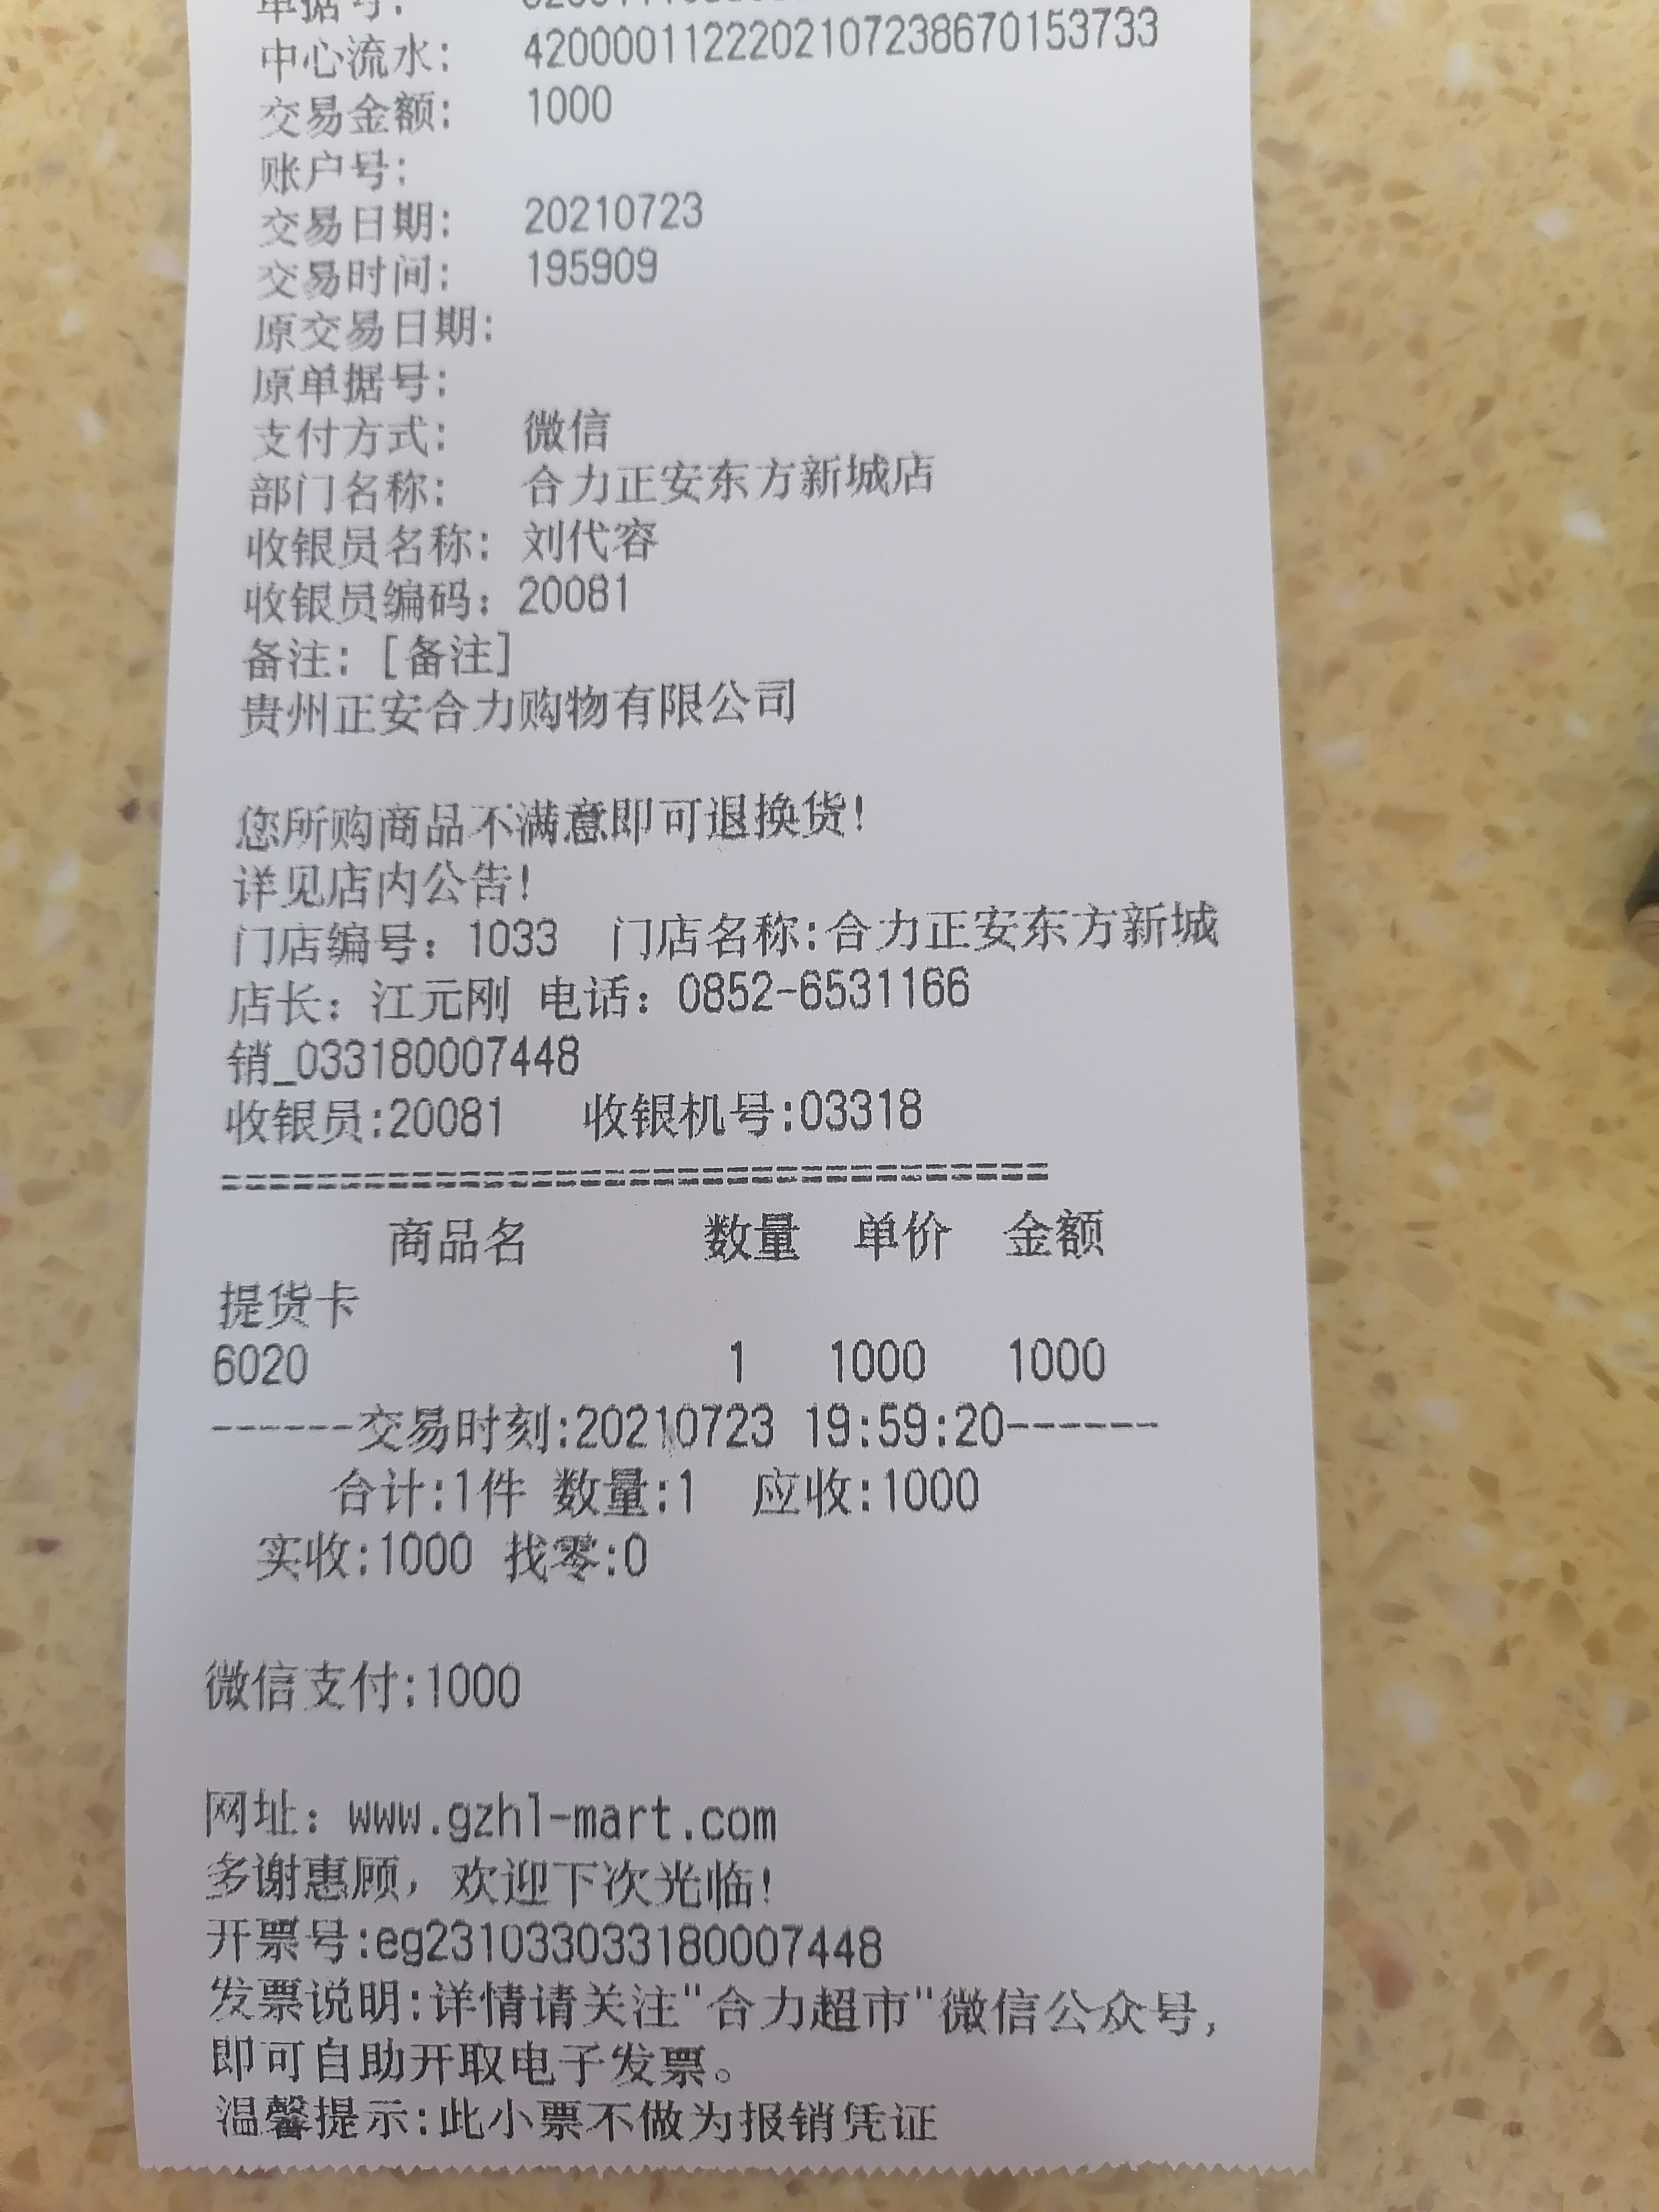 单据号:
中心流水: 4200001122202107238670153733
交易金额: 1000
账户号:
交易日期: 20210723
交易时间: 195909
原交易日期:
原单据号:
支付方式: 微信
部门名称: 合力正安东方新城店
收银员名称: 刘代容
收银员编码: 20081
备注: [备注]
贵州正安合力购物有限公司
您所购商品不满意即可退换货!
详见店内公告!
门店编号: 1033 门店名称:合力正安东方新城
店长: 江元刚 电话: 0852-6531166
销_033180007448
收银员:20081 收银机号:03318
==================================
商品名 数量 单价 金额
提货卡
6020 1 1000 1000
------交易时刻:20210723 19:59:20------
合计:1件 数量:1 应收:1000
实收:1000 找零:0
微信支付:1000
网址: www.gzhl-mart.com
多谢惠顾, 欢迎下次光临!
开票号:eg231033033180007448
发票说明:详情请关注"合力超市"微信公众号,
即可自助开取电子发票。
温馨提示:此小票不做为报销凭证